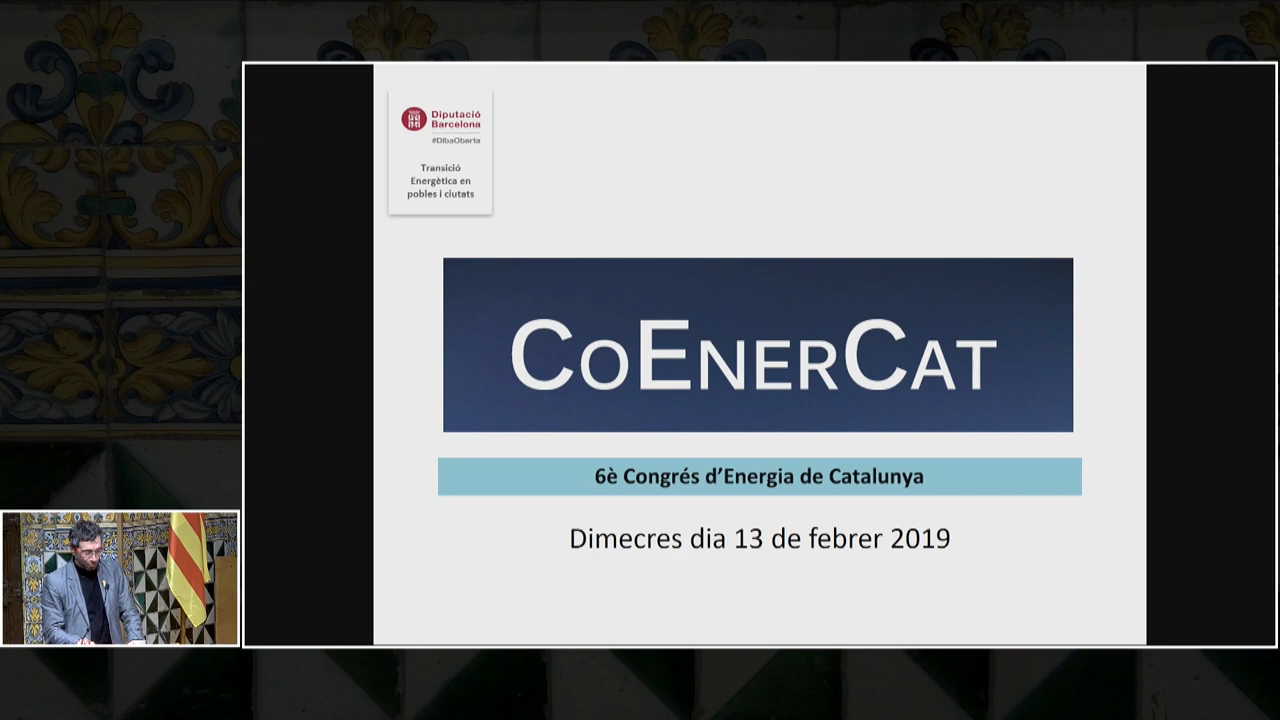 Diputació
Barcelona
#DibaOberta
Transició
Energètica en
pobles i ciutats
CoEnerCat
6è Congrés d’Energia de Catalunya
Dimecres dia 13 de febrer 2019